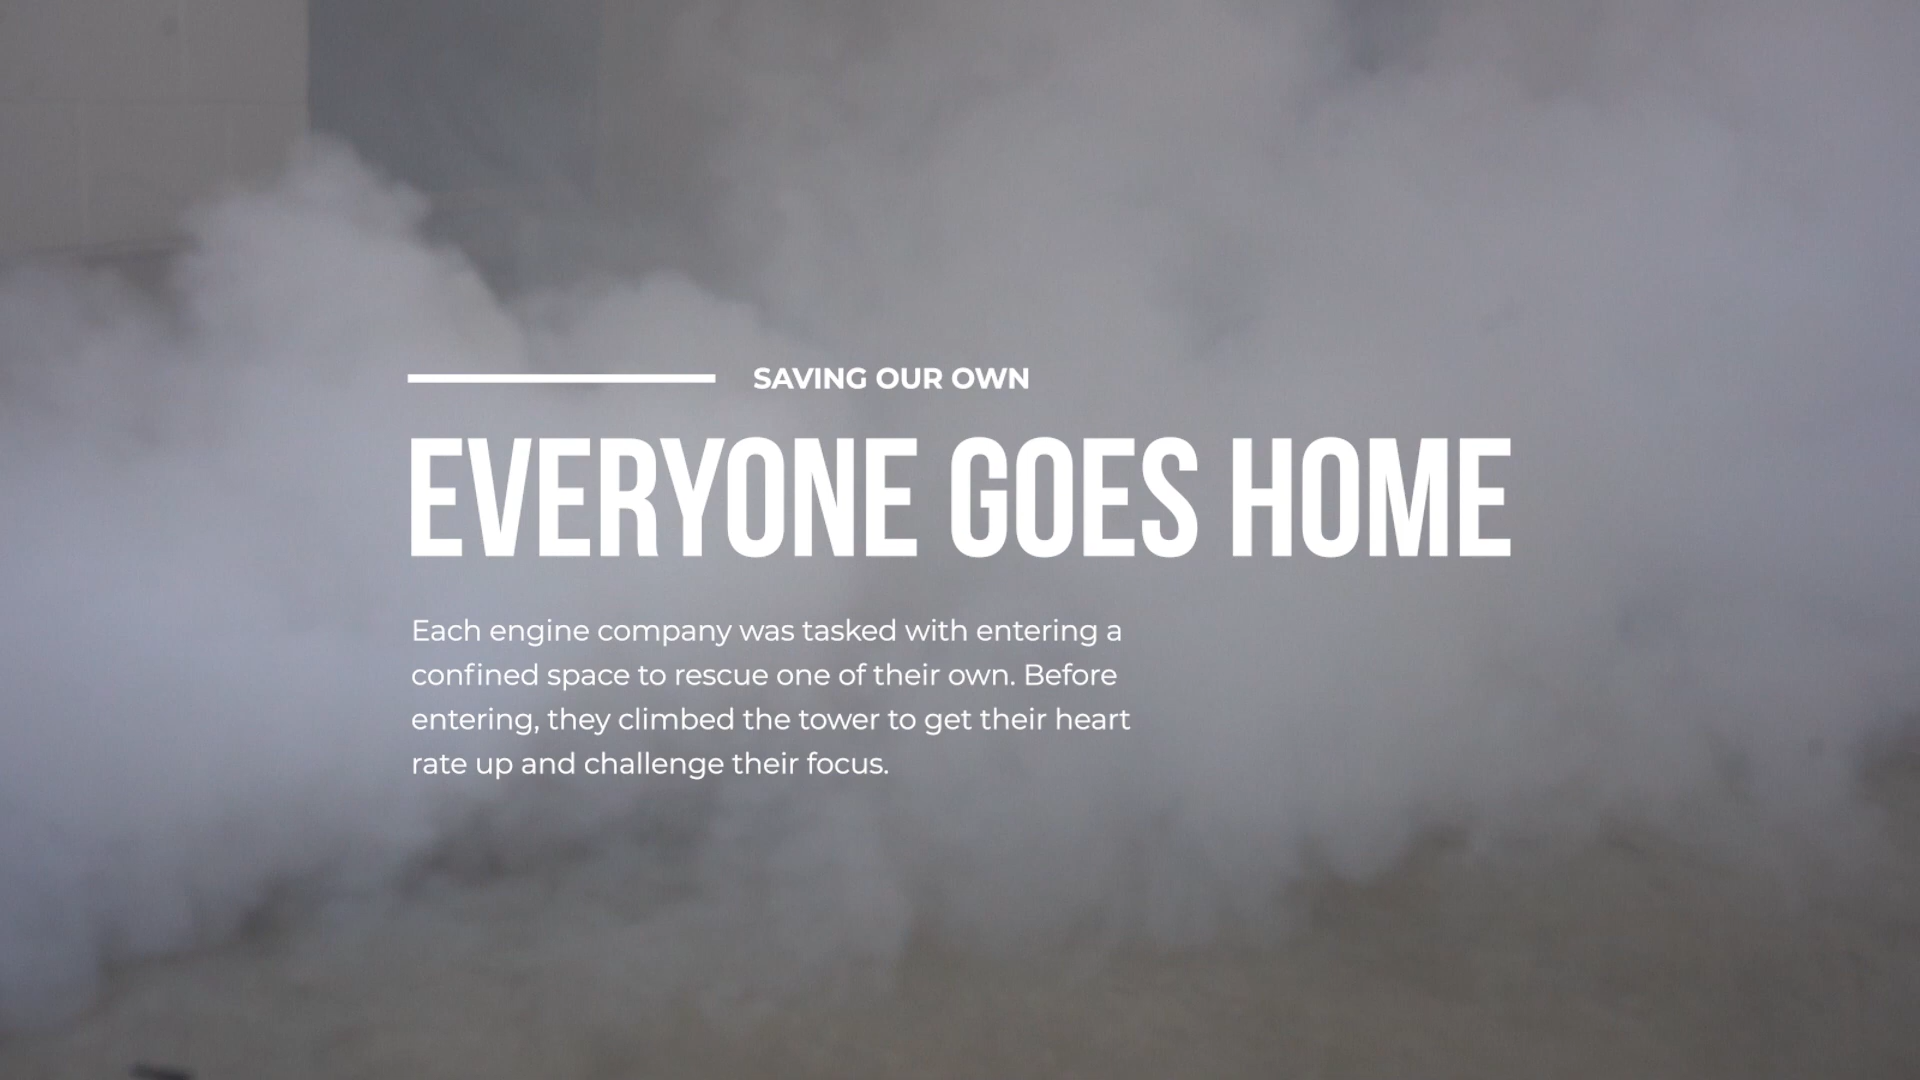 SAVING OUR OWN
EVERYONE GOES HOME
Each engine company was tasked with entering a
confined space to rescue one of their own. Before
entering, they climbed the tower to get their heart
rate up and challenge their focus.